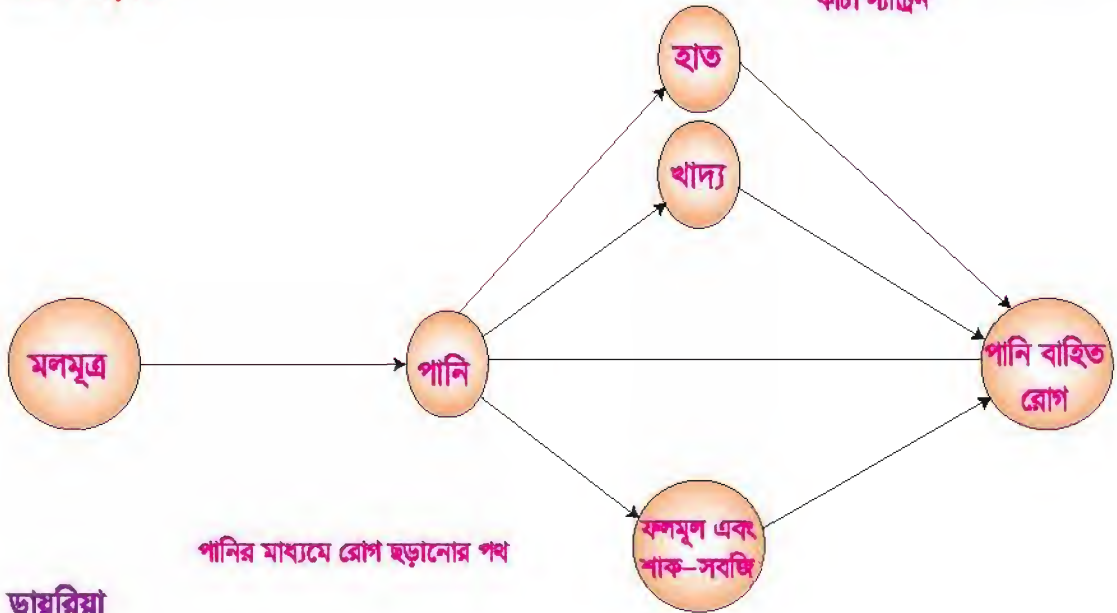 হাত
খাদ্য
মলমূত্র
পানি
পানি বাহিত
রোগ
ফলমূল এবং
শাক–সবজি
পানির মাধ্যমে রোগ ছড়ানোর পথ
ডায়রিয়া